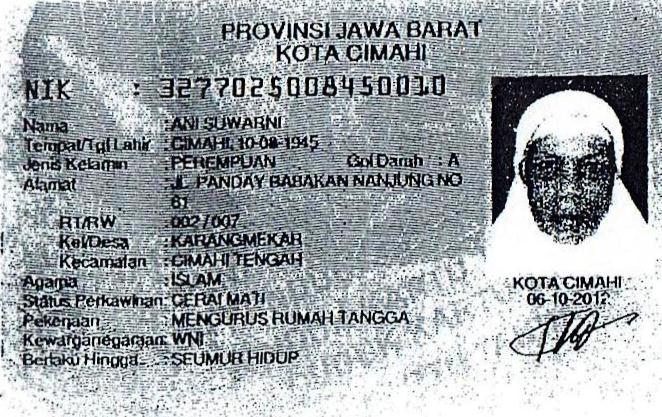 PROVINSI JAWA BARAT
KOTA CIMAHI
NIK : 3277025008450010
Nama : ANI SUWARNI
Tempat/Tgl Lahir : CIMAHI, 10-08-1945
Jenis Kelamin : PEREMPUAN Gol Darah : A
Alamat : JL PANDAY BABAKAN NANJUNG NO
61
RT/RW : 002 / 007
Kel/Desa : KARANGMEKAR
Kecamatan : CIMAHI TENGAH
Agama : ISLAM
Status Perkawinan: CERAI MATI
Pekerjaan : MENGURUS RUMAH TANGGA
Kewarganegaraan: WNI
Berlaku Hingga : SEUMUR HIDUP
KOTA CIMAHI
06-10-2012